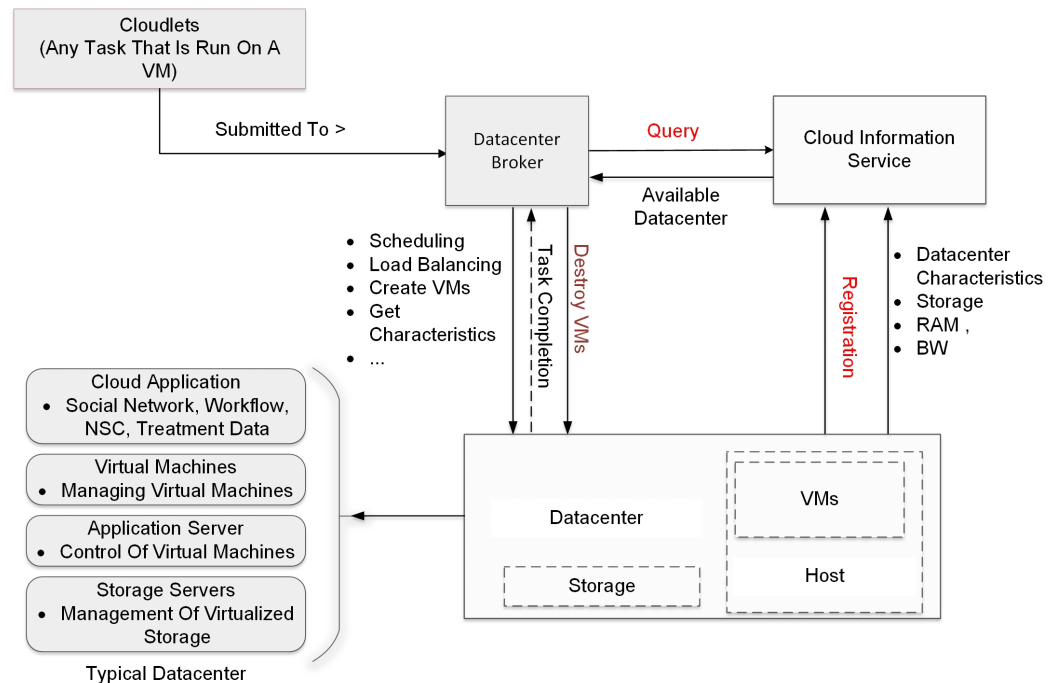 Cloudlets
(Any Task That Is Run On A
VM)
Submitted To >
Datacenter
Broker
Query
Available
Datacenter
Cloud Information
Service
• Scheduling
• Load Balancing
• Create VMs
• Get
Characteristics
• ...
Task Completion
Destroy VMs
Registration
• Datacenter
Characteristics
• Storage
• RAM ,
• BW
Cloud Application
• Social Network, Workflow,
NSC, Treatment Data
Virtual Machines
• Managing Virtual Machines
Application Server
• Control Of Virtual Machines
Storage Servers
• Management Of Virtualized
Storage
Typical Datacenter
Datacenter
Storage
VMs
Host